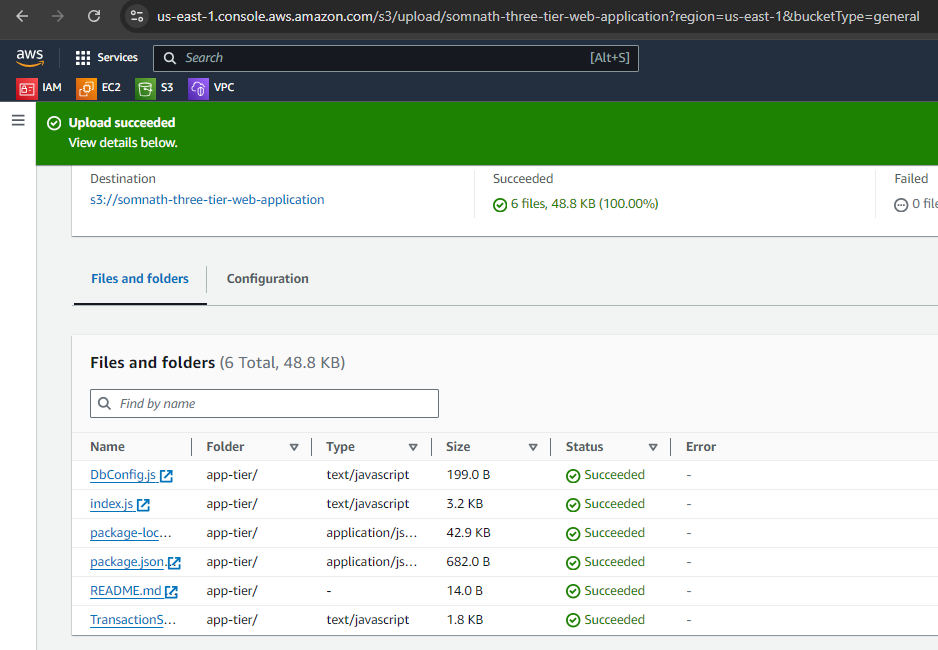 us-east-1.console.aws.amazon.com/s3/upload/somnath-three-tier-web-application?region=us-east-1&bucketType=general
aws Services Search [Alt+S]
IAM EC2 S3 VPC
Upload succeeded
View details below.
Destination Succeeded Failed
s3://somnath-three-tier-web-application 6 files, 48.8 KB (100.00%) 0 file
Files and folders Configuration
Files and folders (6 Total, 48.8 KB)
Find by name
Name Folder Type Size Status Error
DbConfig.js app-tier/ text/javascript 199.0 B Succeeded -
index.js app-tier/ text/javascript 3.2 KB Succeeded -
package-loc... app-tier/ application/js... 42.9 KB Succeeded -
package.json. app-tier/ application/js... 682.0 B Succeeded -
README.md app-tier/ - 14.0 B Succeeded -
TransactionS... app-tier/ text/javascript 1.8 KB Succeeded -